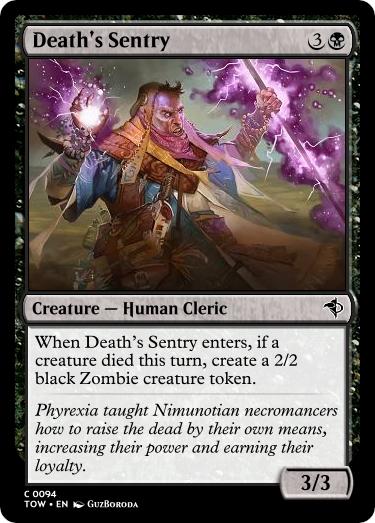 Death's Sentry 3
Creature — Human Cleric
When Death's Sentry enters, if a
creature died this turn, create a 2/2
black Zombie creature token.
Phyrexia taught Nimunotian necromancers
how to raise the dead by their own means,
increasing their power and earning their
loyalty.
3/3
C 0094
TOW • EN GuzBoroda